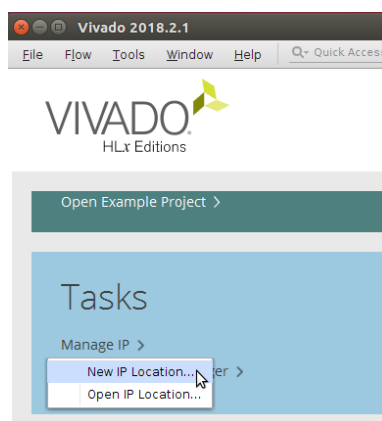 Vivado 2018.2.1
File Flow Tools Window Help Quick Access
VIVADO.
HLx Editions
Open Example Project >
Tasks
Manage IP >
New IP Location... er >
Open IP Location...